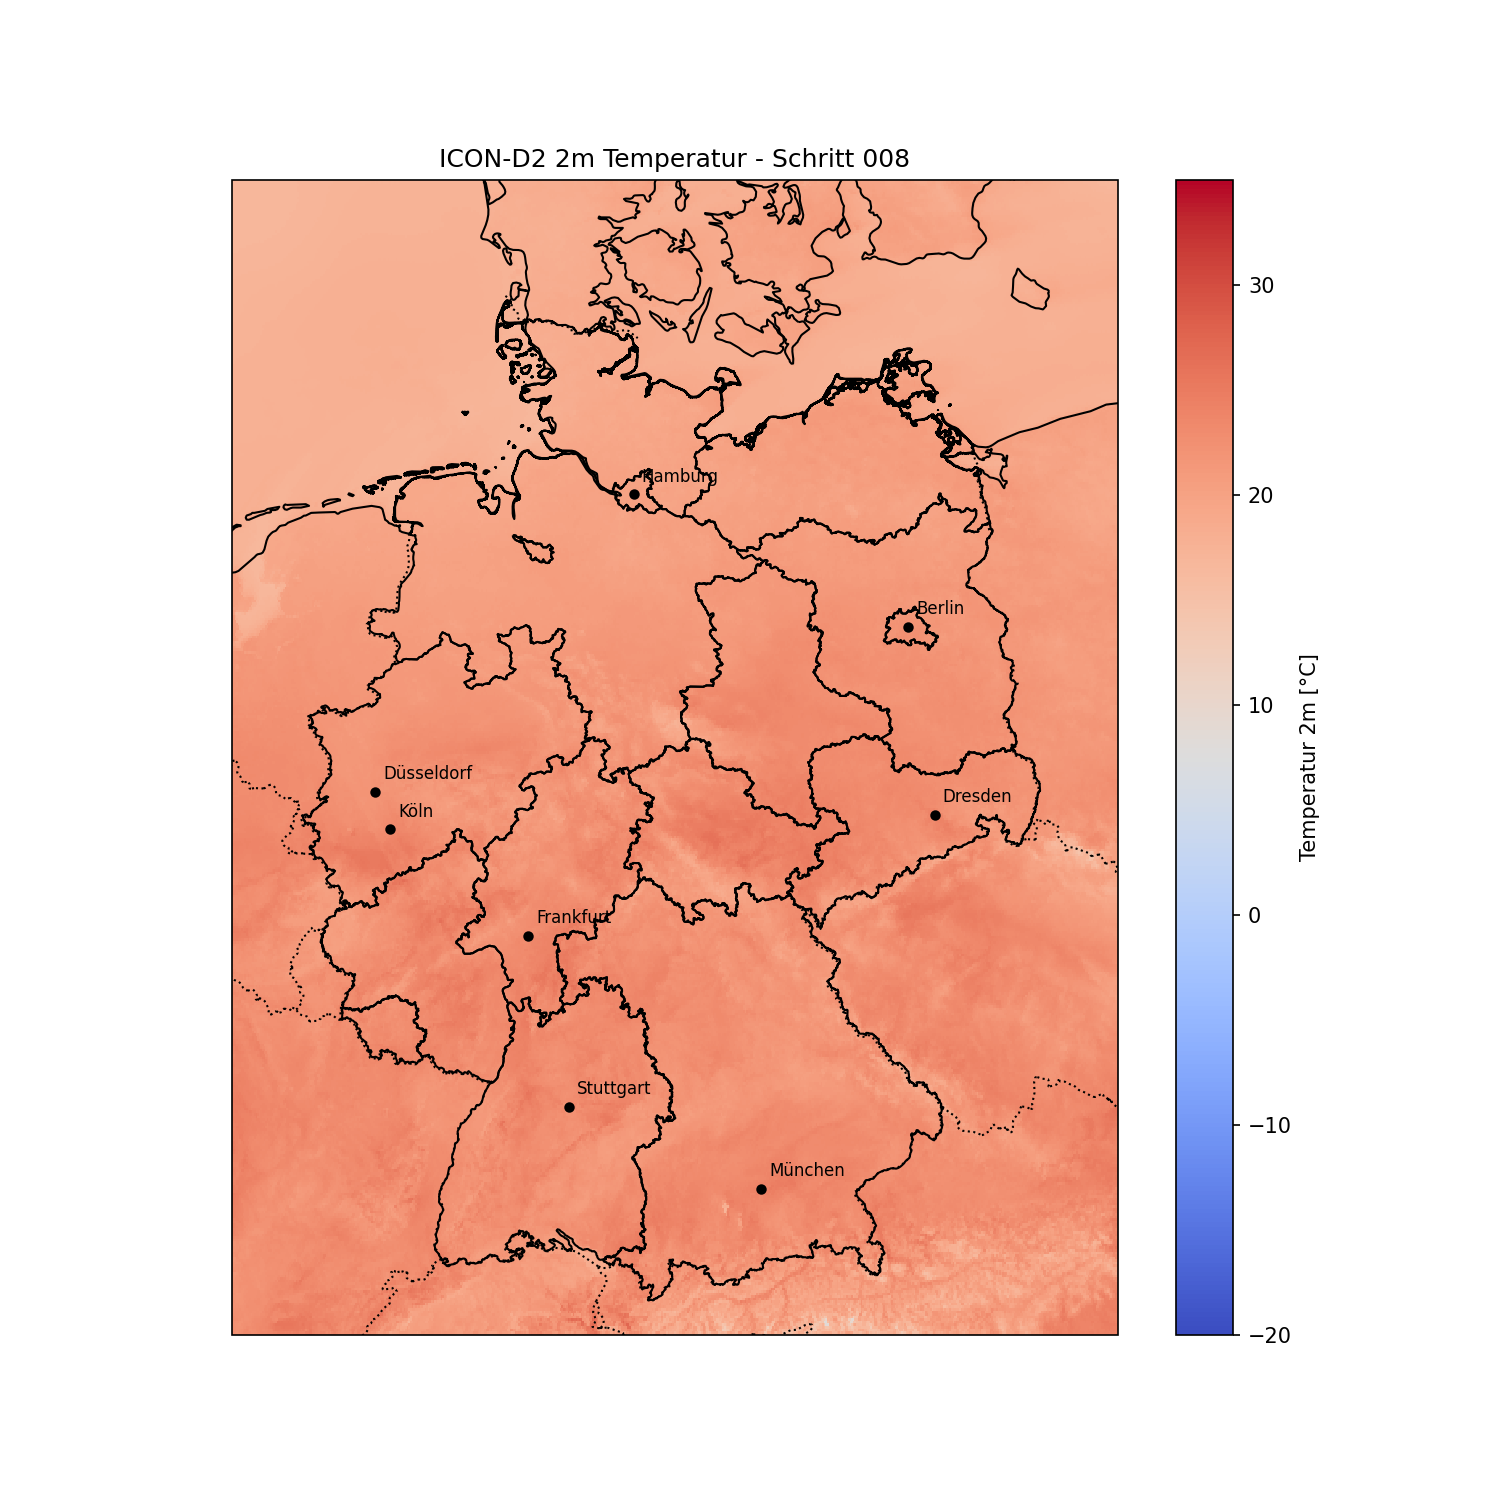 ICON-D2 2m Temperatur - Schritt 008
Hamburg
Berlin
Düsseldorf
Köln
Dresden
Frankfurt
Stuttgart
München
30
20
10
0
−10
−20
Temperatur 2m [°C]